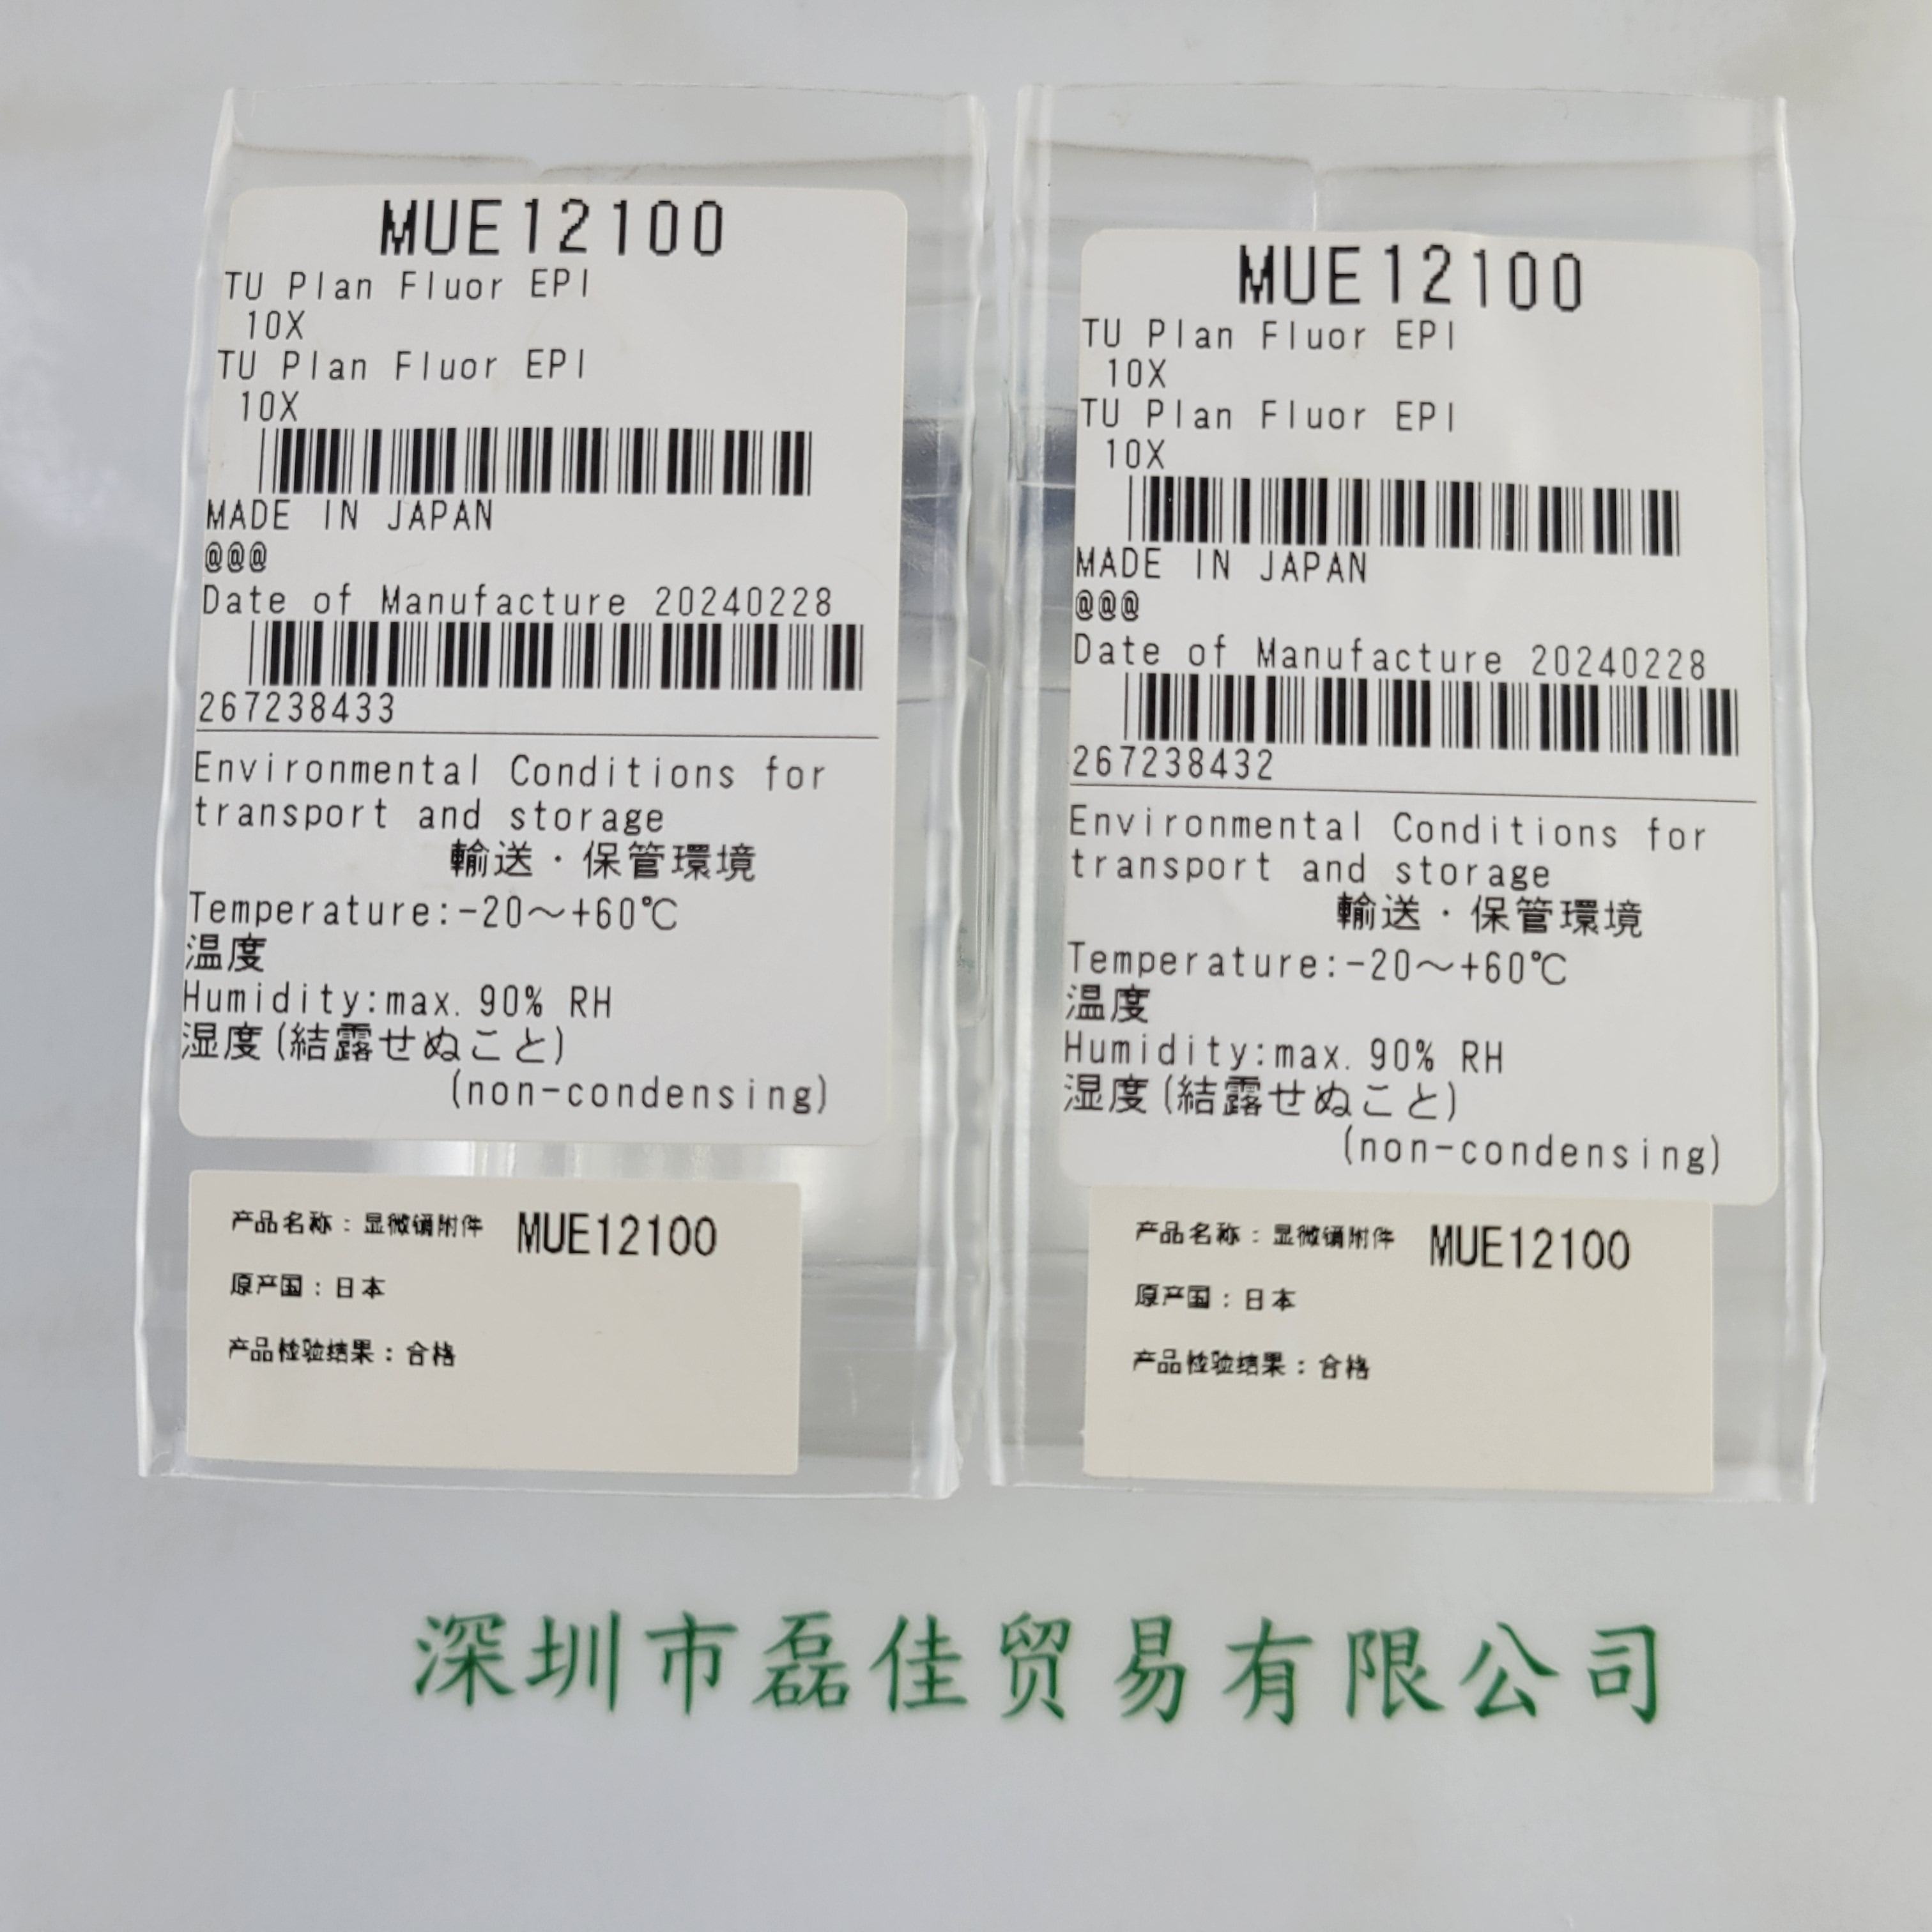 MUE12100
TU Plan Fluor EPI
10X
TU Plan Fluor EPI
10X
MADE IN JAPAN
@@@
Date of Manufacture 20240228
267238433
Environmental Conditions for
transport and storage
輸送・保管環境
Temperature:-20～+60℃
温度
Humidity:max. 90% RH
湿度(結露せぬこと)
(non-condensing)
产品名称：显微镜附件 MUE12100
原产国：日本
产品检验结果：合格
MUE12100
TU Plan Fluor EPI
10X
TU Plan Fluor EPI
10X
MADE IN JAPAN
@@@
Date of Manufacture 20240228
267238432
Environmental Conditions for
transport and storage
輸送・保管環境
Temperature:-20～+60℃
温度
Humidity:max. 90% RH
湿度(結露せぬこと)
(non-condensing)
产品名称：显微镜附件 MUE12100
原产国：日本
产品检验结果：合格
深圳市磊佳贸易有限公司